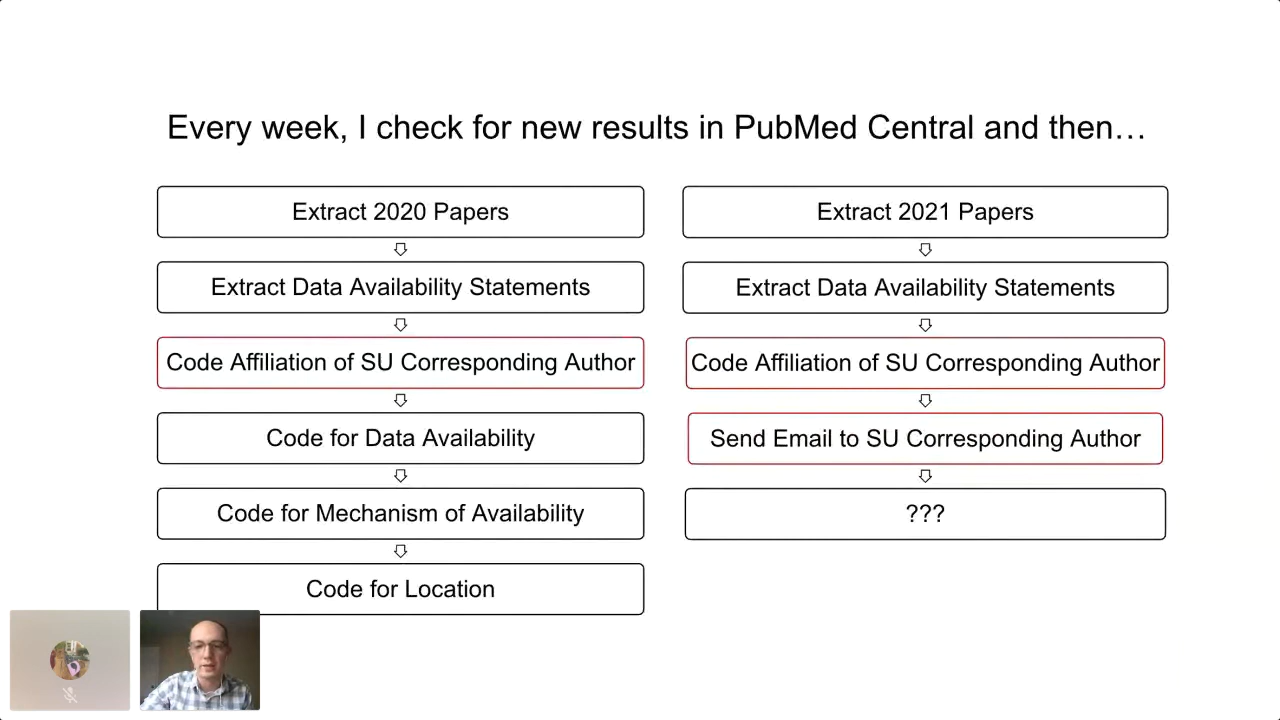 Every week, I check for new results in PubMed Central and then…
Extract 2020 Papers
Extract Data Availability Statements
Code Affiliation of SU Corresponding Author
Code for Data Availability
Code for Mechanism of Availability
Code for Location
Extract 2021 Papers
Extract Data Availability Statements
Code Affiliation of SU Corresponding Author
Send Email to SU Corresponding Author
???